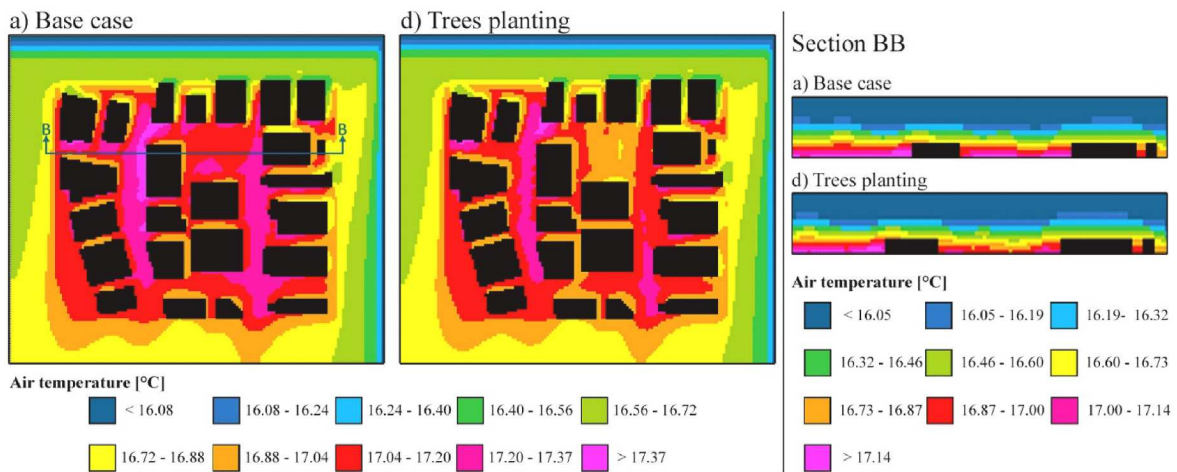 a) Base case
d) Trees planting
B
B
Air temperature [°C]
< 16.08
16.08 - 16.24
16.24 - 16.40
16.40 - 16.56
16.56 - 16.72
16.72 - 16.88
16.88 - 17.04
17.04 - 17.20
17.20 - 17.37
> 17.37
Section BB
a) Base case
d) Trees planting
Air temperature [°C]
< 16.05
16.05 - 16.19
16.19- 16.32
16.32 - 16.46
16.46 - 16.60
16.60 - 16.73
16.73 - 16.87
16.87 - 17.00
17.00 - 17.14
> 17.14